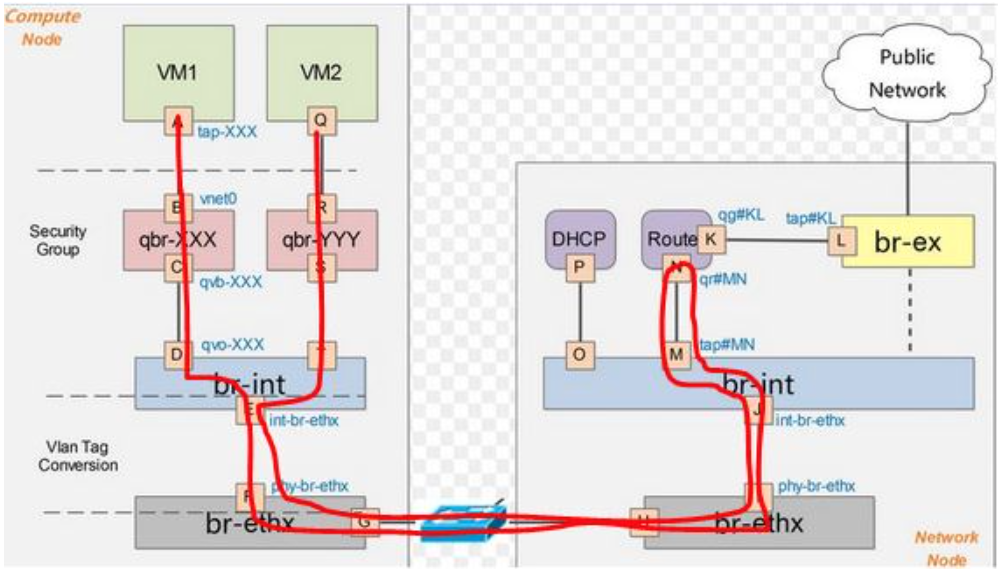 Compute
Node
VM1
VM2
A
tap-XXX
Q
B
vnet0
R
Security
Group
qbr-XXX
qbr-YYY
C
qvb-XXX
S
D
qvo-XXX
br-int
E
int-br-ethx
Vlan Tag
Conversion
F
phy-br-ethx
br-ethx
G
Public
Network
DHCP
Route
K
qg#KL
tap#KL
L
br-ex
P
N
qr#MN
O
M
tap#MN
br-int
J
int-br-ethx
phy-br-ethx
H
br-ethx
Network
Node